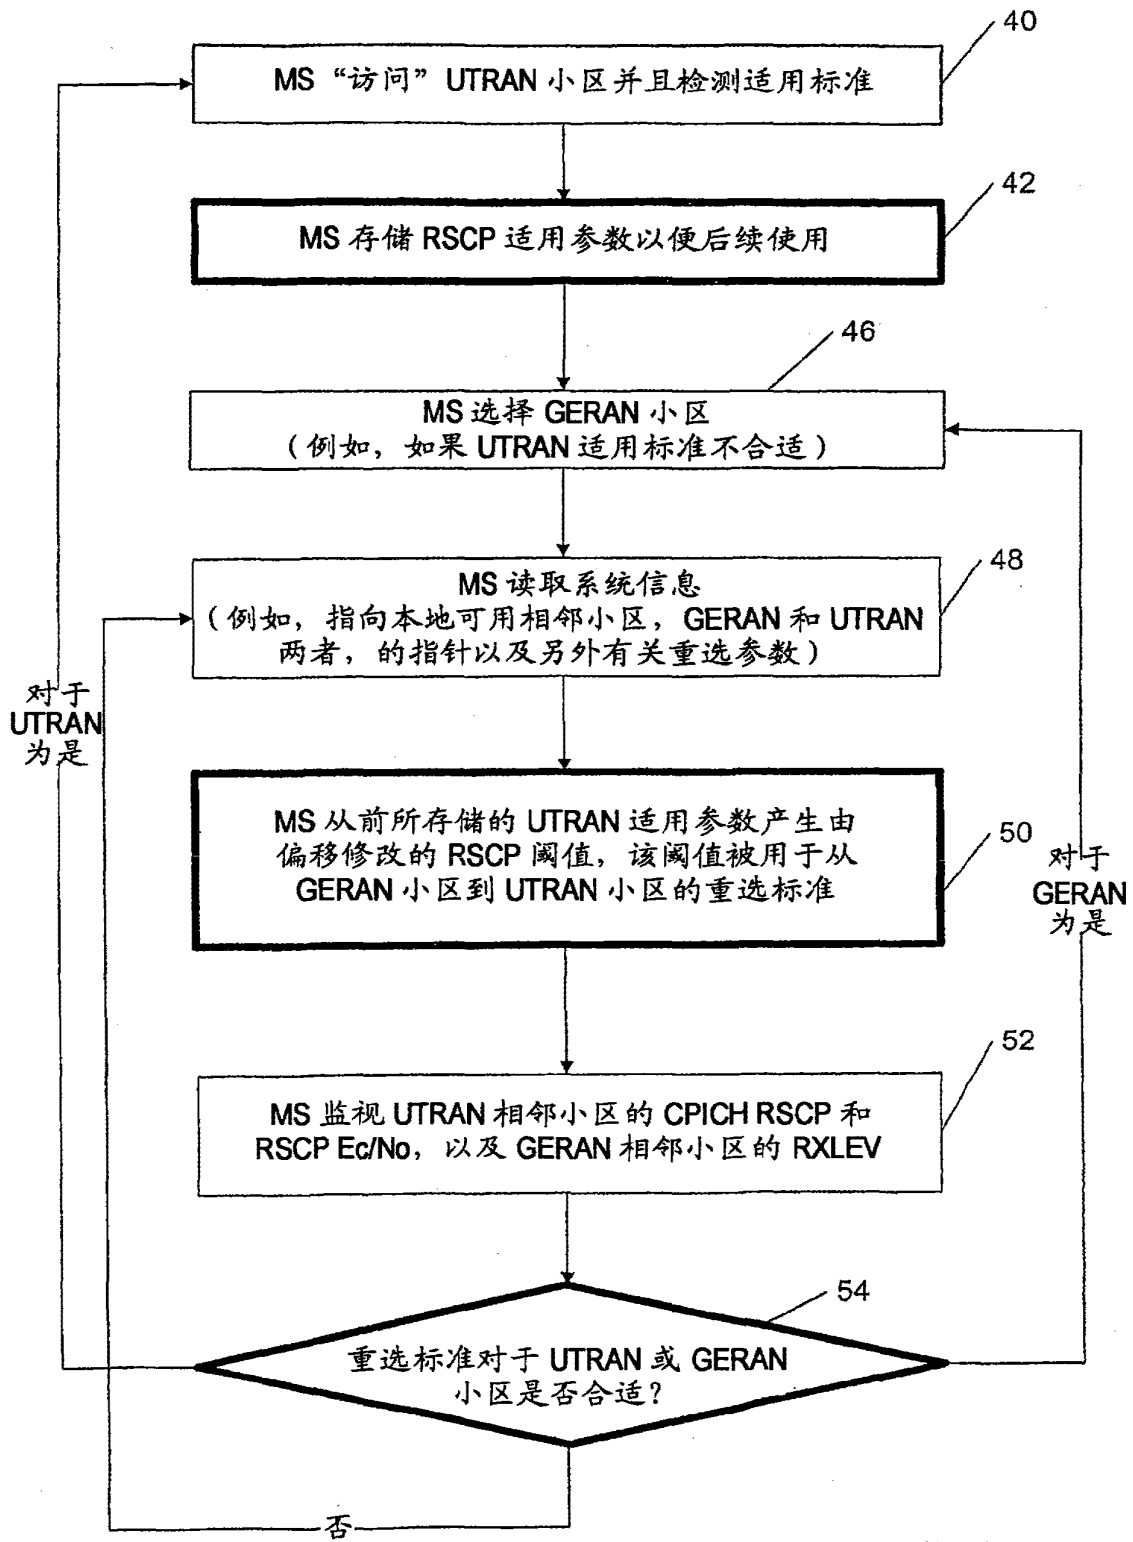 40
MS “访问” UTRAN 小区并且检测适用标准
42
MS 存储 RSCP 适用参数以便后续使用
46
MS 选择 GERAN 小区
(例如，如果 UTRAN 适用标准不合适)
48
MS 读取系统信息
(例如，指向本地可用相邻小区，GERAN 和 UTRAN
两者，的指针以及另外有关重选参数)
对于
UTRAN
为是
50
MS 从前所存储的 UTRAN 适用参数产生由
偏移修改的 RSCP 阈值，该阈值被用于从
GERAN 小区到 UTRAN 小区的重选标准
对于
GERAN
为是
52
MS 监视 UTRAN 相邻小区的 CPICH RSCP 和
RSCP Ec/No，以及 GERAN 相邻小区的 RXLEV
54
重选标准对于 UTRAN 或 GERAN
小区是否合适?
否